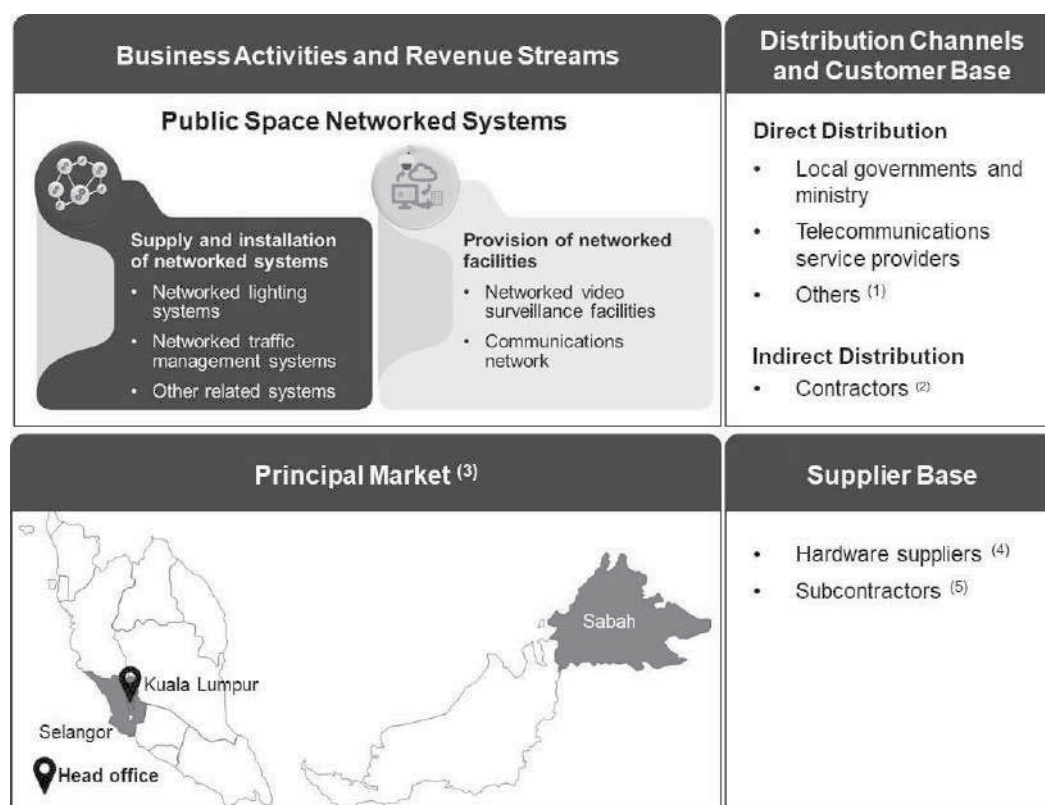 Business Activities and Revenue Streams
Public Space Networked Systems
Supply and installation
of networked systems
• Networked lighting
systems
• Networked traffic
management systems
• Other related systems
Provision of networked
facilities
• Networked video
surveillance facilities
• Communications
network
Distribution Channels
and Customer Base
Direct Distribution
• Local governments and
ministry
• Telecommunications
service providers
• Others (1)
Indirect Distribution
• Contractors (2)
Principal Market (3)
Sabah
Kuala Lumpur
Selangor
Head office
Supplier Base
• Hardware suppliers (4)
• Subcontractors (5)